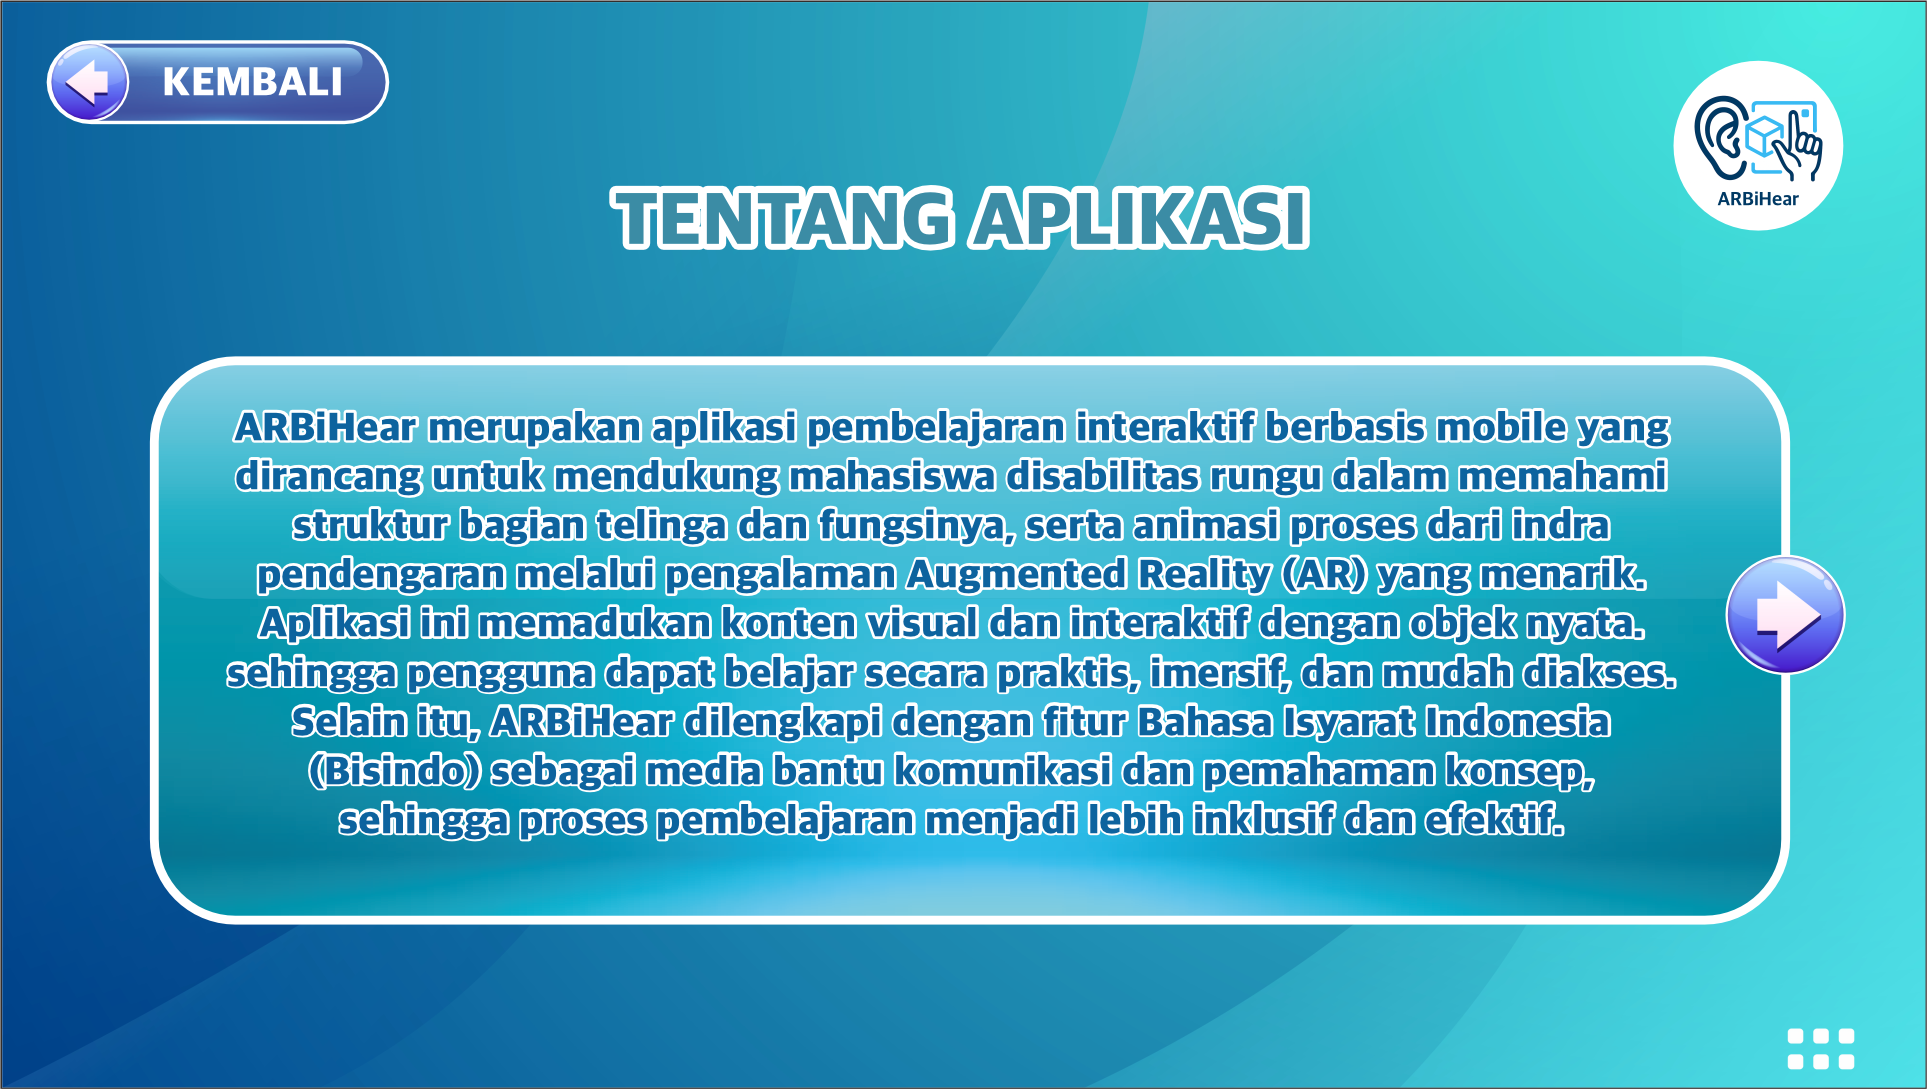 KEMBALI
ARBiHear
TENTANG APLIKASI
ARBiHear merupakan aplikasi pembelajaran interaktif berbasis mobile yang
dirancang untuk mendukung mahasiswa disabilitas rungu dalam memahami
struktur bagian telinga dan fungsinya, serta animasi proses dari indra
pendengaran melalui pengalaman Augmented Reality (AR) yang menarik.
Aplikasi ini memadukan konten visual dan interaktif dengan objek nyata.
sehingga pengguna dapat belajar secara praktis, imersif, dan mudah diakses.
Selain itu, ARBiHear dilengkapi dengan fitur Bahasa Isyarat Indonesia
(Bisindo) sebagai media bantu komunikasi dan pemahaman konsep,
sehingga proses pembelajaran menjadi lebih inklusif dan efektif.